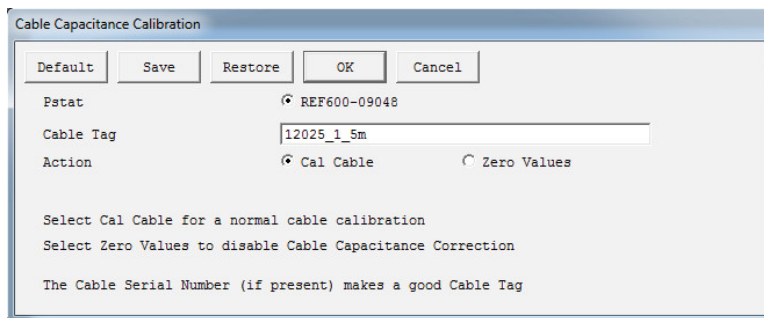 Cable Capacitance Calibration
Default Save Restore OK Cancel
Pstat REF600-09048
Cable Tag 12025_1_5m
Action Cal Cable Zero Values
Select Cal Cable for a normal cable calibration
Select Zero Values to disable Cable Capacitance Correction
The Cable Serial Number (if present) makes a good Cable Tag